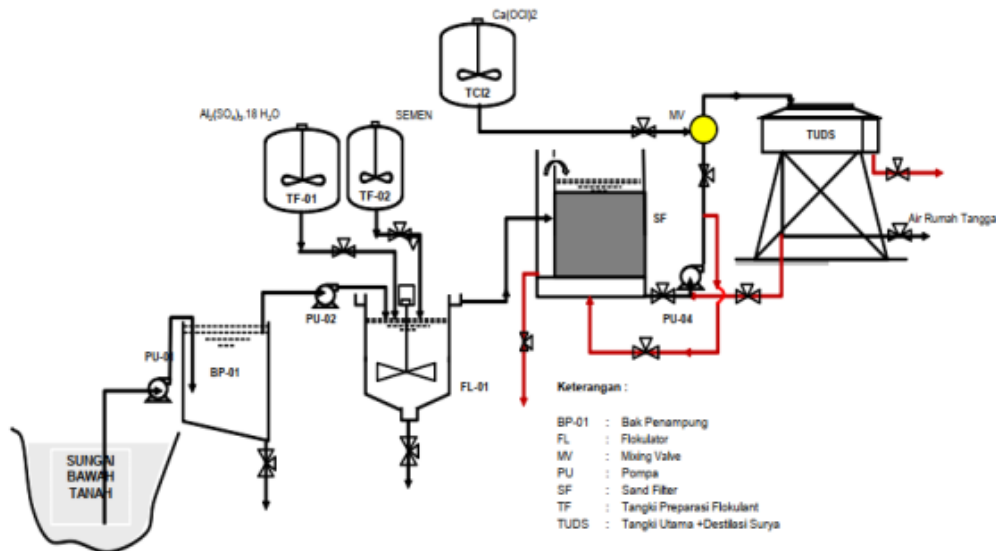 Ca(OCl)2
TCl2
Al₂(SO₄)₃.18 H₂O
SEMEN
MV
TUDS
TF-01
TF-02
SF
Air Rumah Tangga
PU-02
PU-04
PU-01
BP-01
FL-01
SUNGAI
BAWAH
TANAH
Keterangan :
BP-01 : Bak Penampung
FL : Flokulator
MV : Mixing Valve
PU : Pompa
SF : Sand Filter
TF : Tangki Preparasi Flokulant
TUDS : Tangki Utama +Destilasi Surya